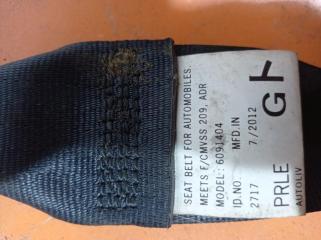 SEAT BELT FOR AUTOMOBILES
MEETS F/CMVSS 209, ADR
MODEL: 6091404
ID.NO. MFD.IN
2717 7/2012
PRLE G
AUTOLIV